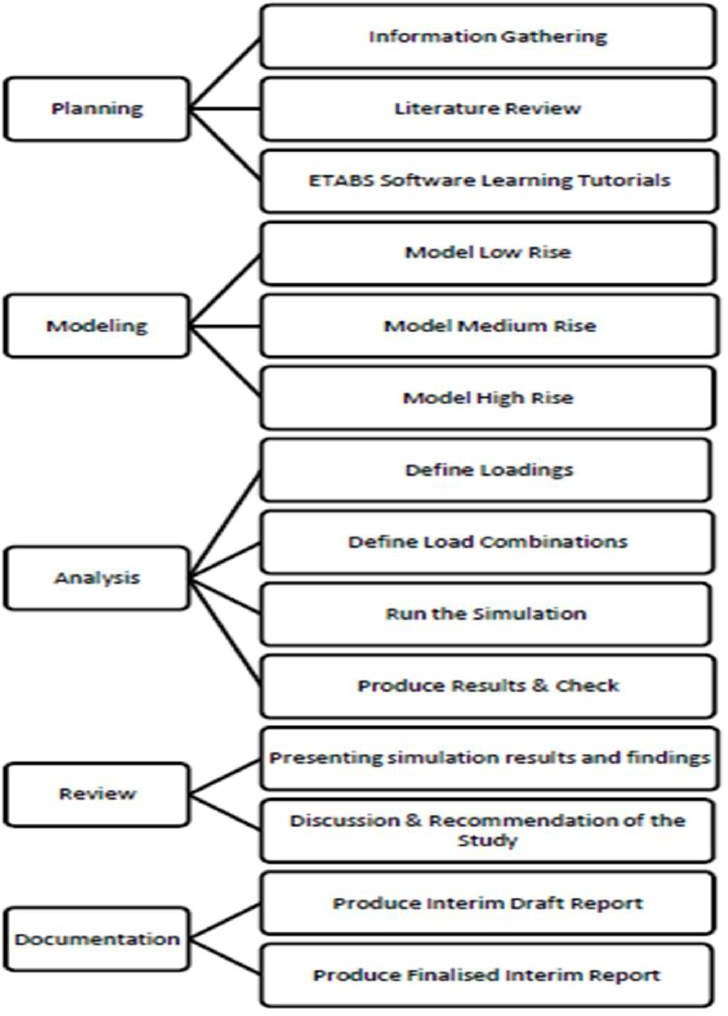 Planning
Information Gathering
Literature Review
ETABS Software Learning Tutorials
Modeling
Model Low Rise
Model Medium Rise
Model High Rise
Analysis
Define Loadings
Define Load Combinations
Run the Simulation
Produce Results & Check
Review
Presenting simulation results and findings
Discussion & Recommendation of the
Study
Documentation
Produce Interim Draft Report
Produce Finalised Interim Report